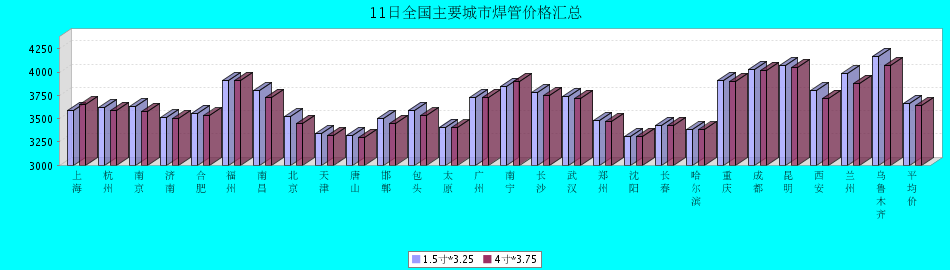 11日全国主要城市焊管价格汇总
4250
4000
3750
3500
3250
3000
上海
杭州
南京
济南
合肥
福州
南昌
北京
天津
唐山
邯郸
包头
太原
广州
南宁
长沙
武汉
郑州
沈阳
长春
哈尔滨
重庆
成都
昆明
西安
兰州
乌鲁木齐
平均价
1.5寸*3.25 4寸*3.75